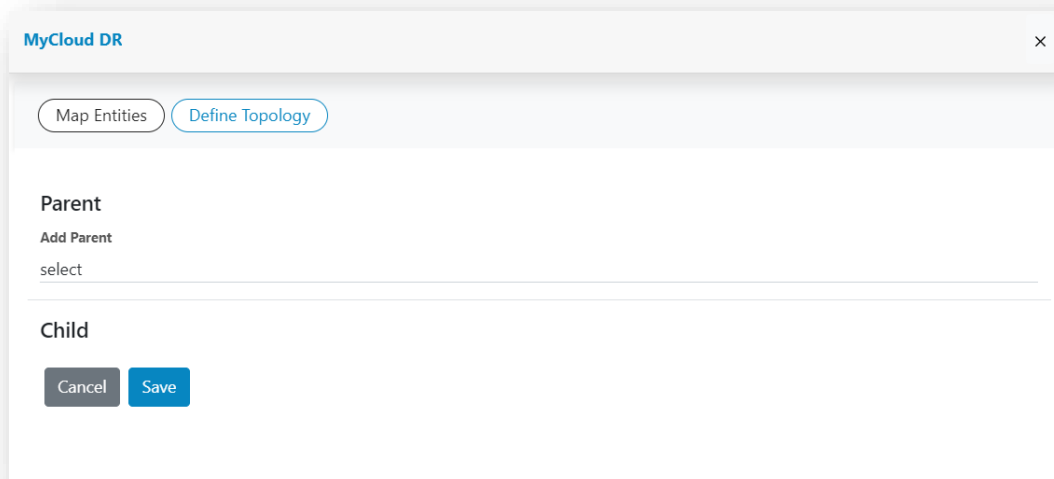 MyCloud DR
Map Entities Define Topology
Parent
Add Parent
select
Child
Cancel Save